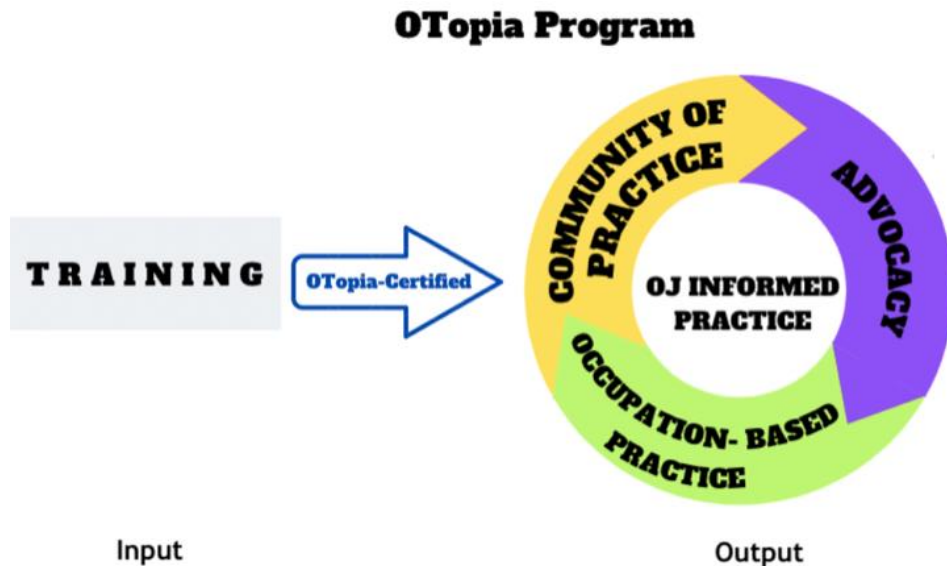 OTopia Program
TRAINING
OTopia-Certified
COMMUNITY OF
PRACTICE
ADVOCACY
OJ INFORMED
PRACTICE
OCCUPATION- BASED
PRACTICE
Input
Output